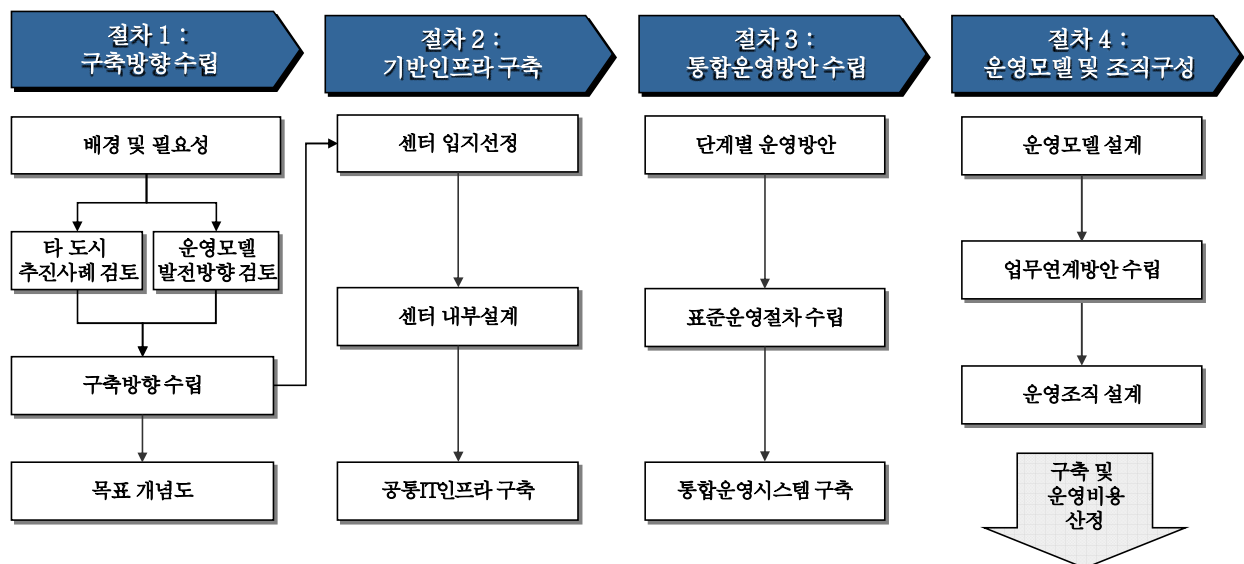 절차 1 :
구축방향 수립
배경 및 필요성
타 도시
추진사례 검토
운영모델
발전방향 검토
구축방향 수립
목표 개념도
절차 2 :
기반인프라 구축
센터 입지선정
센터 내부설계
공통IT인프라 구축
절차 3 :
통합운영방안 수립
단계별 운영방안
표준운영절차 수립
통합운영시스템 구축
절차 4 :
운영모델 및 조직구성
운영모델 설계
업무연계방안 수립
운영조직 설계
구축 및
운영비용
산정